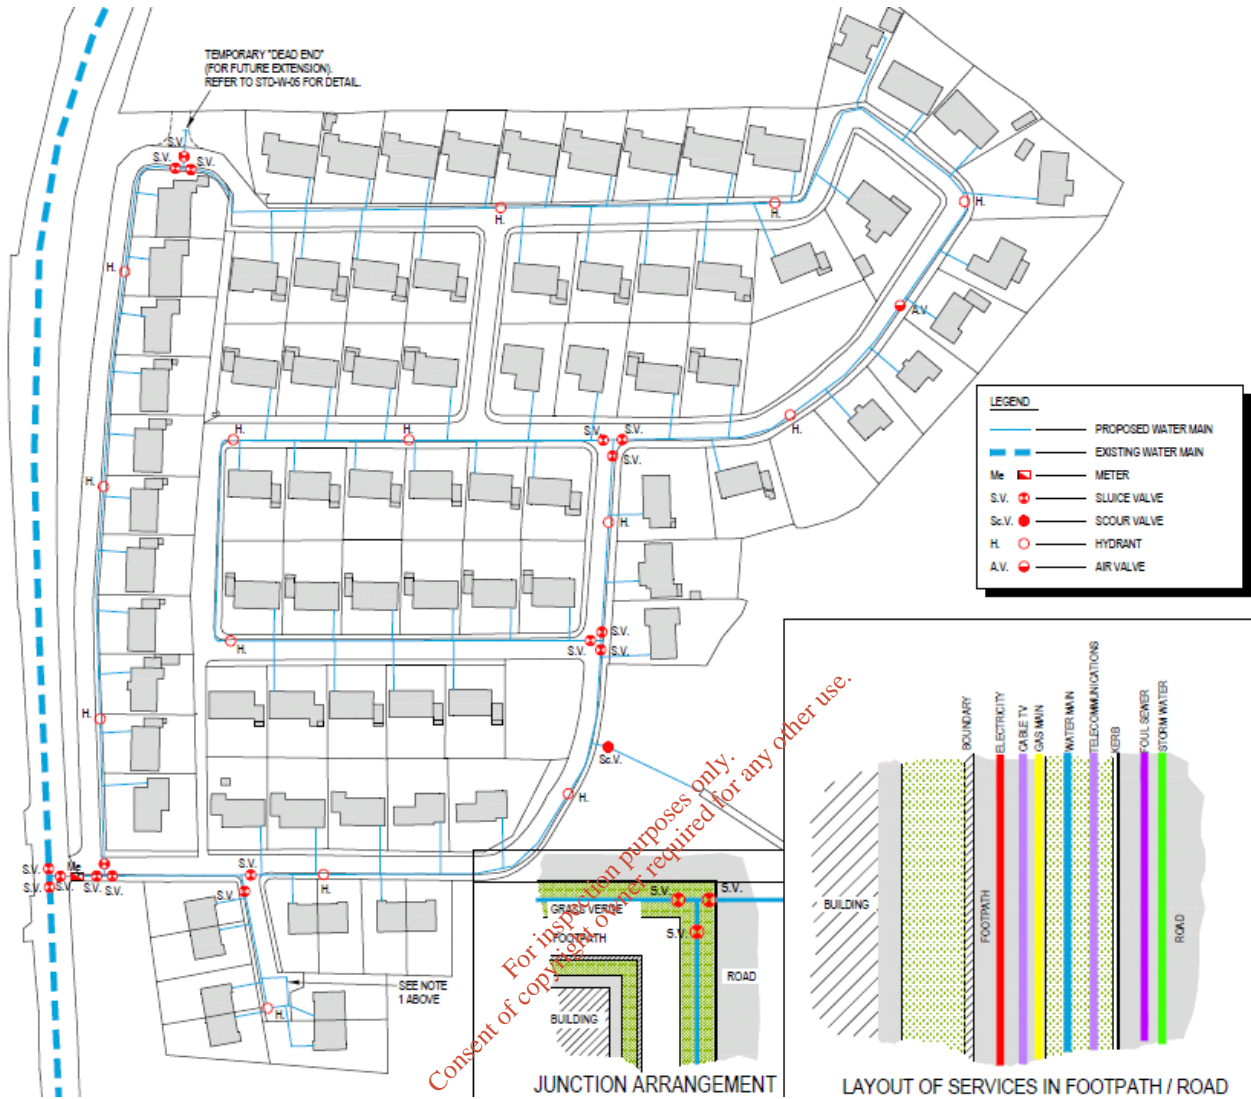 TEMPORARY "DEAD END"
(FOR FUTURE EXTENSION).
REFER TO STD-W-05 FOR DETAIL.
S.V.
S.V.
S.V.
H.
H.
H.
H.
A.V.
H.
H.
H.
S.V.
S.V.
H.
H.
H.
S.V.
S.V.
S.V.
H.
H.
Sc.V.
H.
S.V.
Me
S.V.
S.V.
S.V.
S.V.
S.V.
S.V.
H.
H.
SEE NOTE
1 ABOVE
LEGEND
PROPOSED WATER MAIN
EXISTING WATER MAIN
Me METER
S.V. SLUICE VALVE
Sc.V. SCOUR VALVE
H. HYDRANT
A.V. AIR VALVE
S.V.
S.V.
S.V.
GRASS VERGE
FOOTPATH
ROAD
BUILDING
JUNCTION ARRANGEMENT
BOUNDARY
ELECTRICITY
CABLE TV
GAS MAIN
WATER MAIN
TELECOMMUNICATIONS
KERB
FOUL SEWER
STORM WATER
BUILDING
FOOTPATH
ROAD
LAYOUT OF SERVICES IN FOOTPATH / ROAD
For inspection purposes only.
Consent of copyright owner required for any other use.